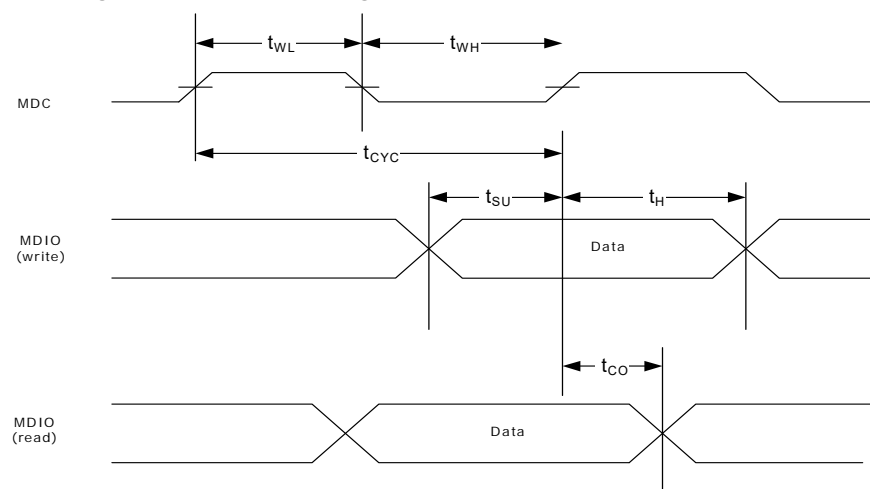 tWL
tWH
MDC
tCYC
tSU
tH
MDIO
(write)
Data
tCO
MDIO
(read)
Data